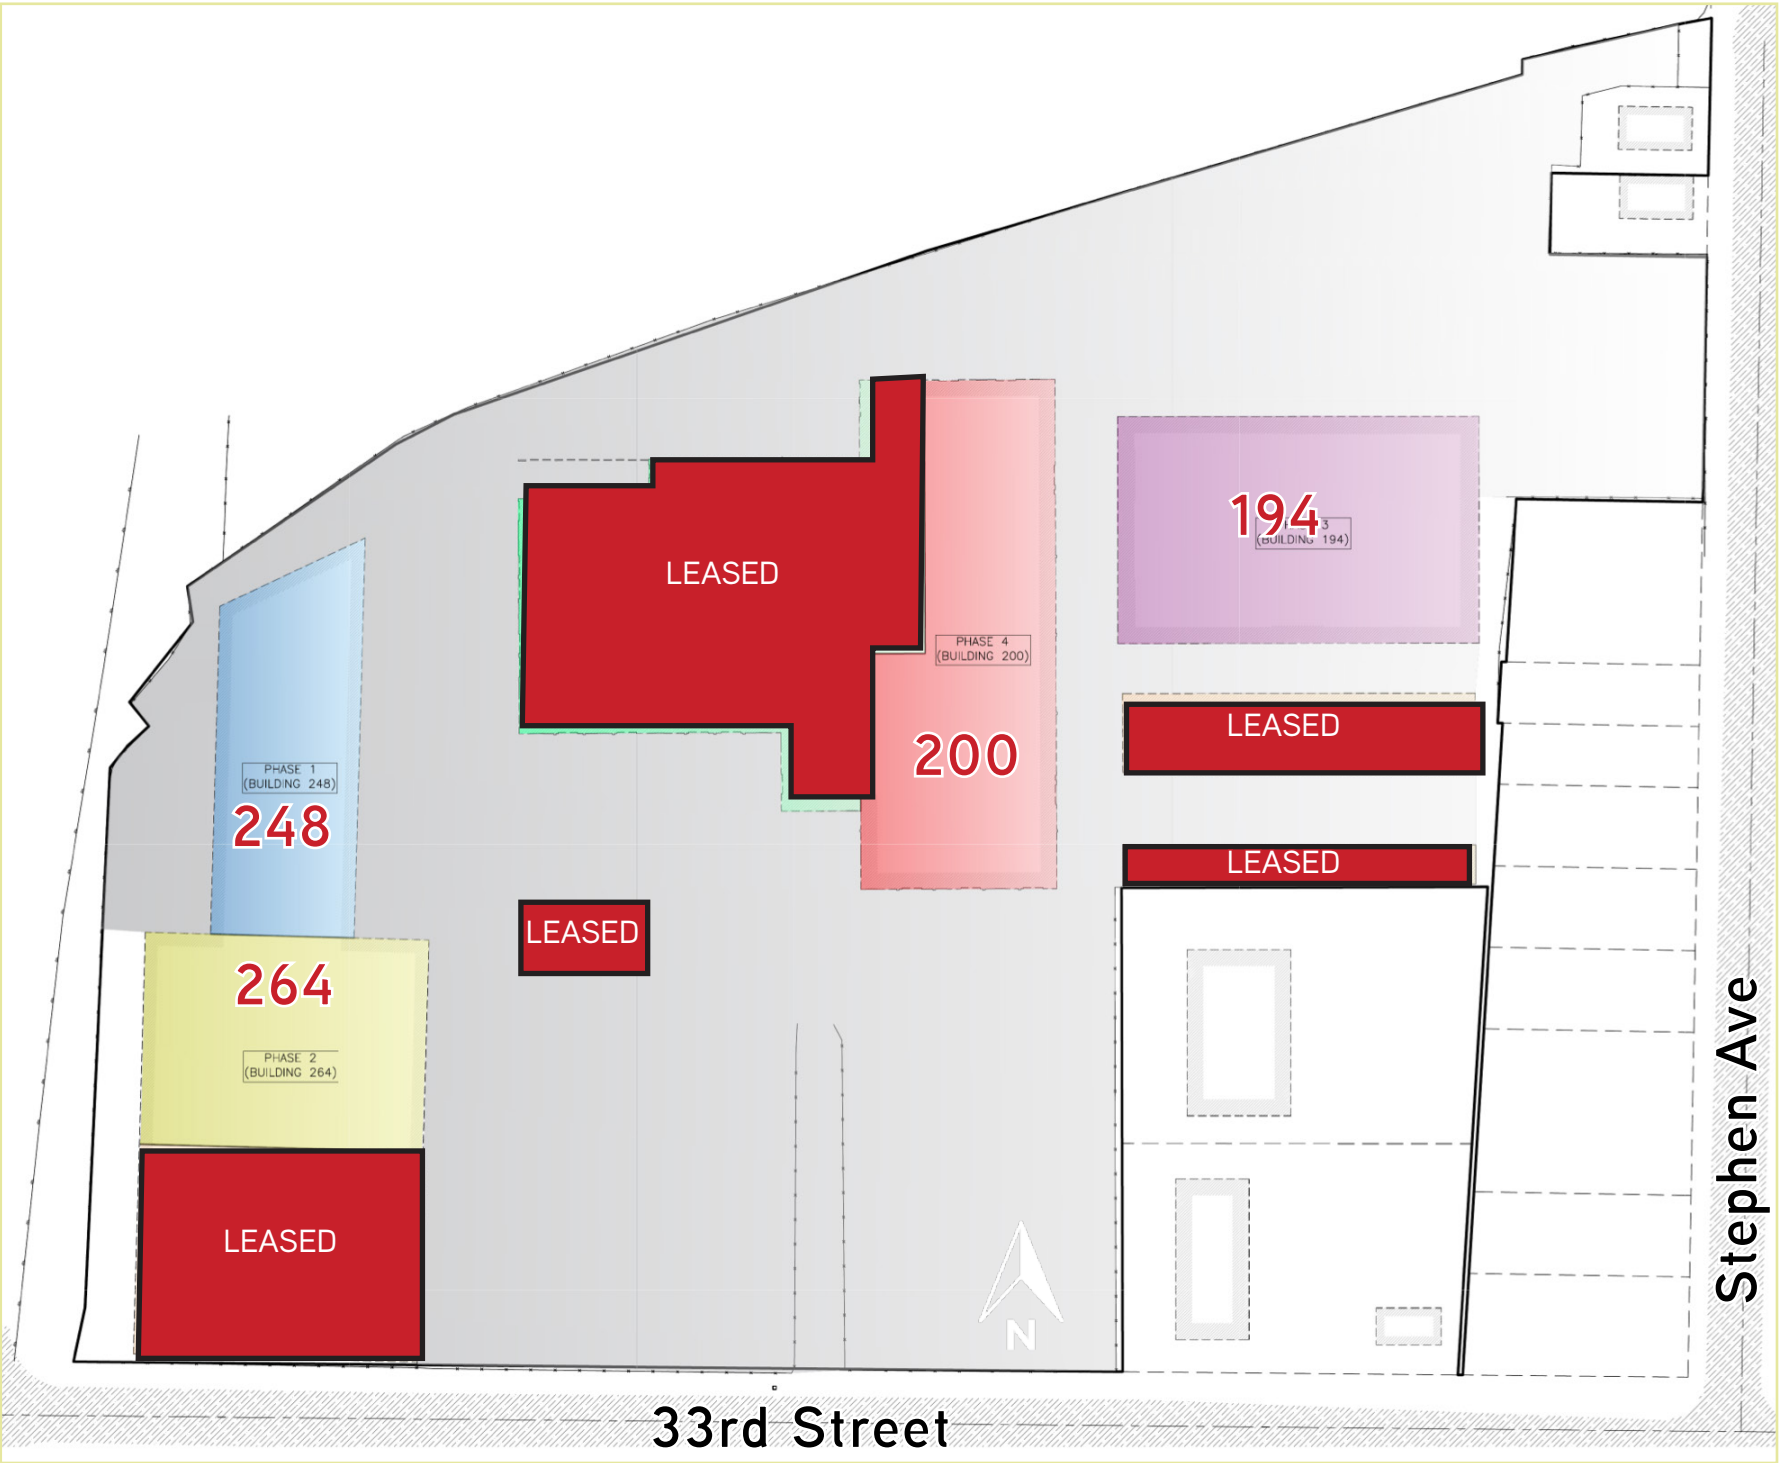 194
(BUILDING 194)
LEASED
PHASE 4
(BUILDING 200)
200
LEASED
PHASE 1
(BUILDING 248)
248
LEASED
LEASED
264
PHASE 2
(BUILDING 264)
LEASED
N
Stephen Ave
33rd Street